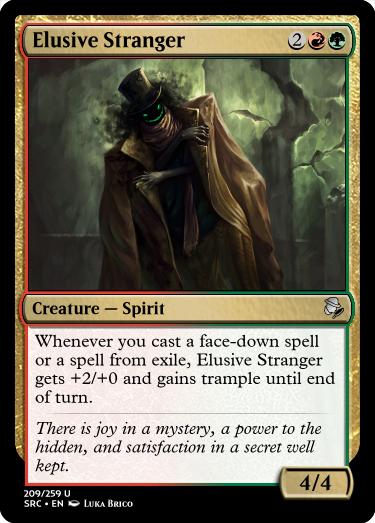 Elusive Stranger 2
Creature — Spirit
Whenever you cast a face-down spell
or a spell from exile, Elusive Stranger
gets +2/+0 and gains trample until end
of turn.
There is joy in a mystery, a power to the
hidden, and satisfaction in a secret well
kept.
4/4
209/259 U
SRC • EN Luka Brico